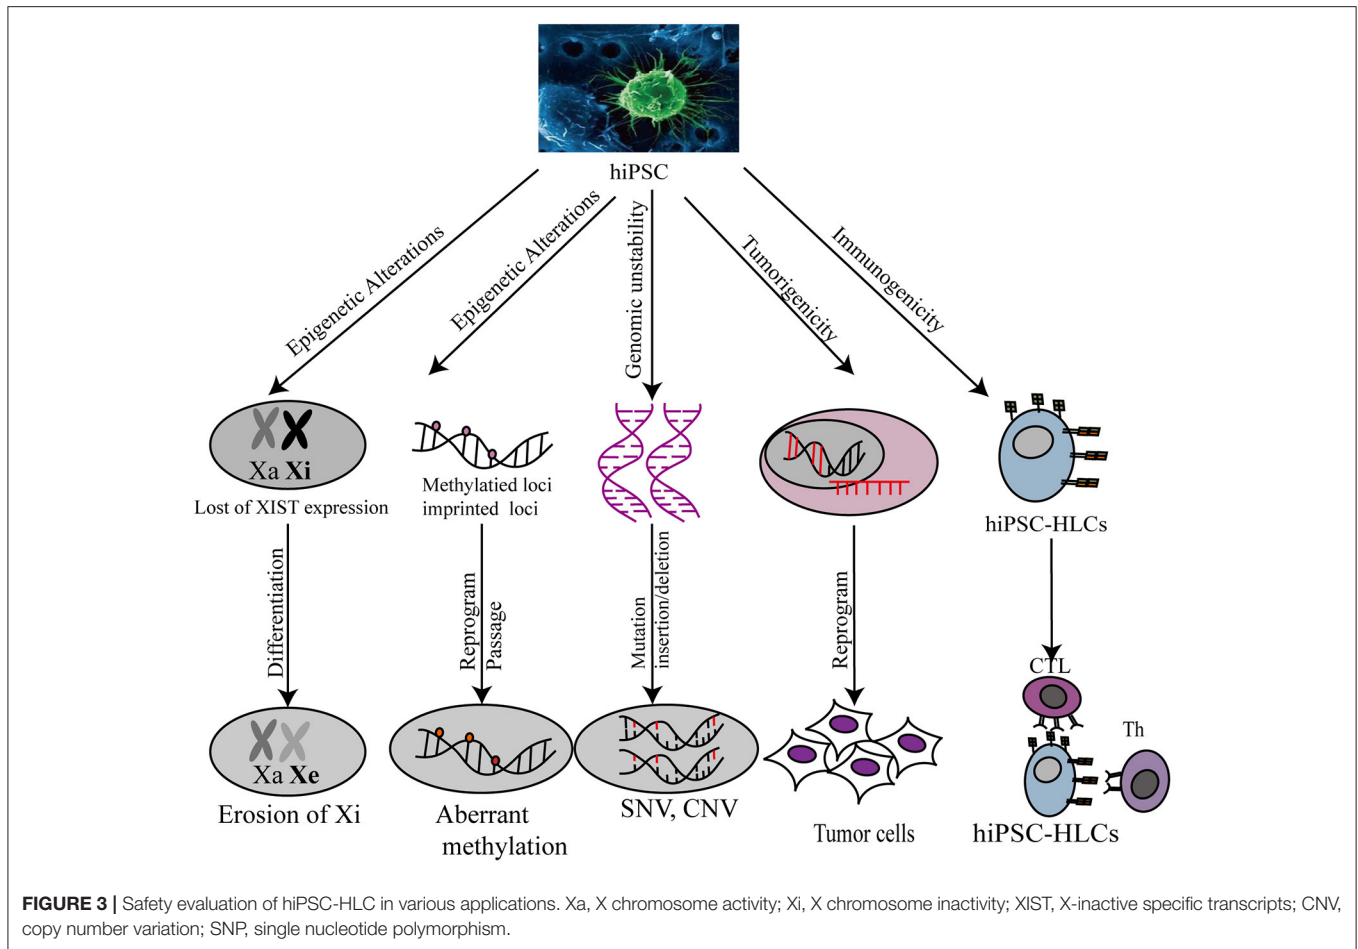 hiPSC
Epigenetic Alterations
Epigenetic Alterations
Genomic unstability
Tumorigenicity
Immunogenicity
Xa Xi
Lost of XIST expression
Methylatied loci
imprinted loci
hiPSC-HLCs
Differentiation
Reprogram
Passage
Mutation
insertion/deletion
Reprogram
CTL
Th
Xa Xe
Erosion of Xi
Aberrant
methylation
SNV, CNV
Tumor cells
hiPSC-HLCs
FIGURE 3 | Safety evaluation of hiPSC-HLC in various applications. Xa, X chromosome activity; Xi, X chromosome inactivity; XIST, X-inactive specific transcripts; CNV,
copy number variation; SNP, single nucleotide polymorphism.